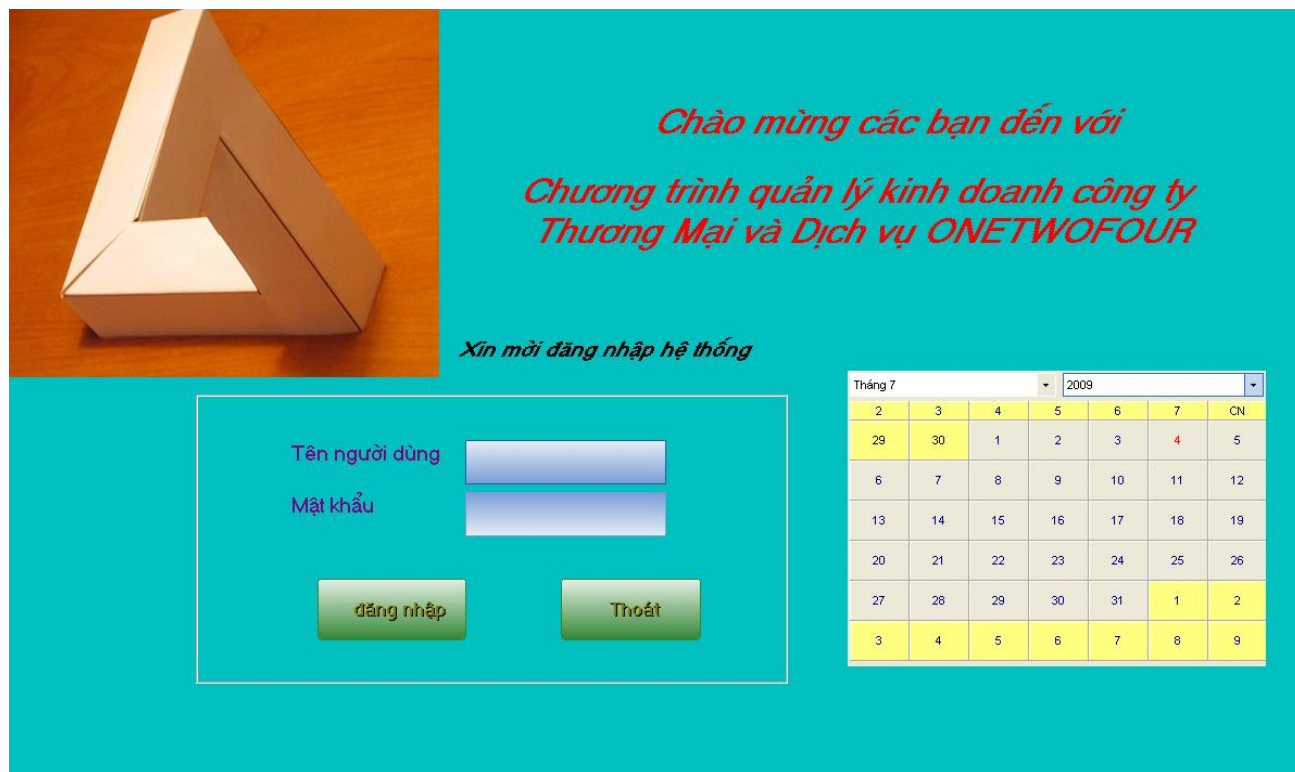 Chào mừng các bạn đến với
Chương trình quản lý kinh doanh công ty
Thương Mại và Dịch vụ ONETWOFOUR
Xin mời đăng nhập hệ thống
Tên người dùng
Mật khẩu
đăng nhập Thoát
Tháng 7 2009
2 3 4 5 6 7 CN
29 30 1 2 3 4 5
6 7 8 9 10 11 12
13 14 15 16 17 18 19
20 21 22 23 24 25 26
27 28 29 30 31 1 2
3 4 5 6 7 8 9